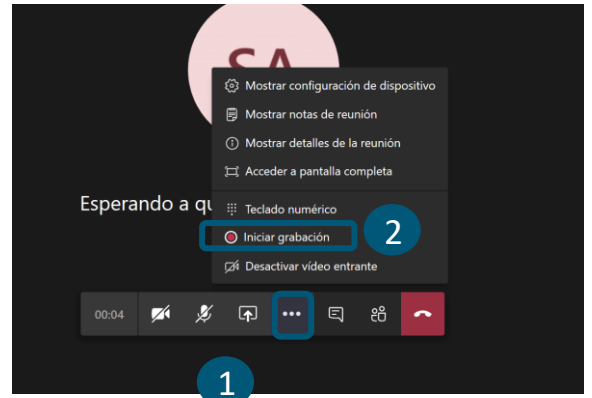 SA
Mostrar configuración de dispositivo
Mostrar notas de reunión
Mostrar detalles de la reunión
Acceder a pantalla completa
Esperando a qu
Teclado numérico
Iniciar grabación
2
Desactivar vídeo entrante
00:04
1